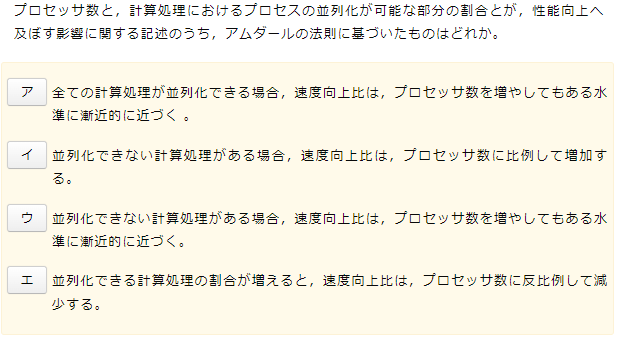 プロセッサ数と，計算処理におけるプロセスの並列化が可能な部分の割合とが，性能向上へ
及ぼす影響に関する記述のうち，アムダールの法則に基づいたものはどれか。
ア 全ての計算処理が並列化できる場合，速度向上比は，プロセッサ数を増やしてもある水
準に漸近的に近づく 。
イ 並列化できない計算処理がある場合，速度向上比は，プロセッサ数に比例して増加す
る。
ウ 並列化できない計算処理がある場合，速度向上比は，プロセッサ数を増やしてもある水
準に漸近的に近づく。
エ 並列化できる計算処理の割合が増えると，速度向上比は，プロセッサ数に反比例して減
少する。